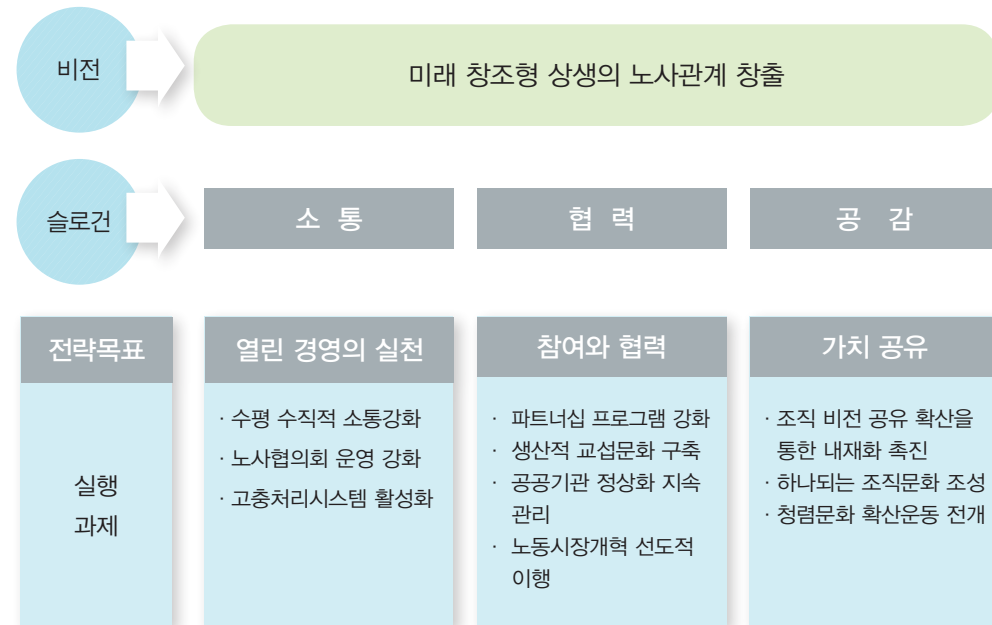 비전
미래 창조형 상생의 노사관계 창출
슬로건
소 통
협 력
공 감
전략목표
열린 경영의 실천
참여와 협력
가치 공유
실행
과제
· 수평 수직적 소통강화
· 노사협의회 운영 강화
· 고충처리시스템 활성화
· 파트너십 프로그램 강화
· 생산적 교섭문화 구축
· 공공기관 정상화 지속
관리
· 노동시장개혁 선도적
이행
· 조직 비전 공유 확산을
통한 내재화 촉진
· 하나되는 조직문화 조성
· 청렴문화 확산운동 전개